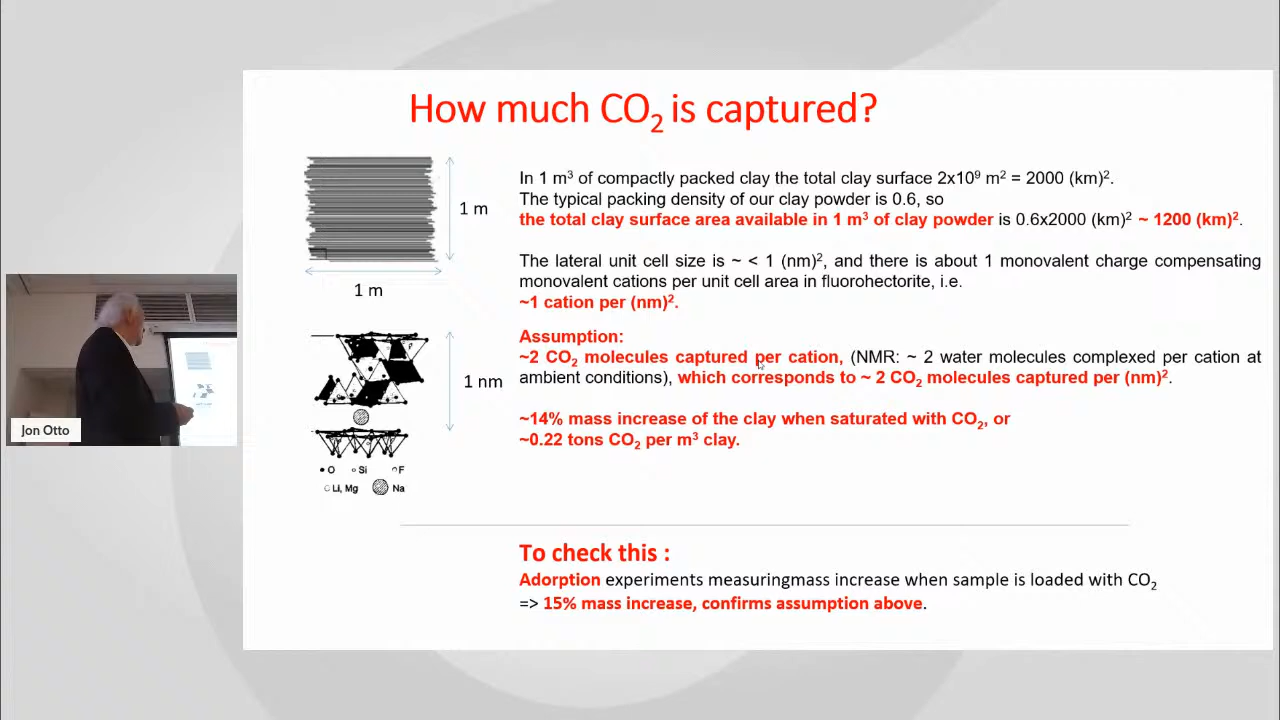 How much CO2 is captured?
1 m
1 m
In 1 m³ of compactly packed clay the total clay surface 2x10⁹ m² = 2000 (km)².
The typical packing density of our clay powder is 0.6, so
the total clay surface area available in 1 m³ of clay powder is 0.6x2000 (km)² ~ 1200 (km)².
The lateral unit cell size is ~ < 1 (nm)², and there is about 1 monovalent charge compensating
monovalent cations per unit cell area in fluorohectorite, i.e.
~1 cation per (nm)².
Assumption:
~2 CO2 molecules captured per cation, (NMR: ~ 2 water molecules complexed per cation at
ambient conditions), which corresponds to ~ 2 CO2 molecules captured per (nm)².
~14% mass increase of the clay when saturated with CO2, or
~0.22 tons CO2 per m³ clay.
1 nm
O Si F
Li, Mg Na
Jon Otto
To check this :
Adorption experiments measuringmass increase when sample is loaded with CO2
=> 15% mass increase, confirms assumption above.